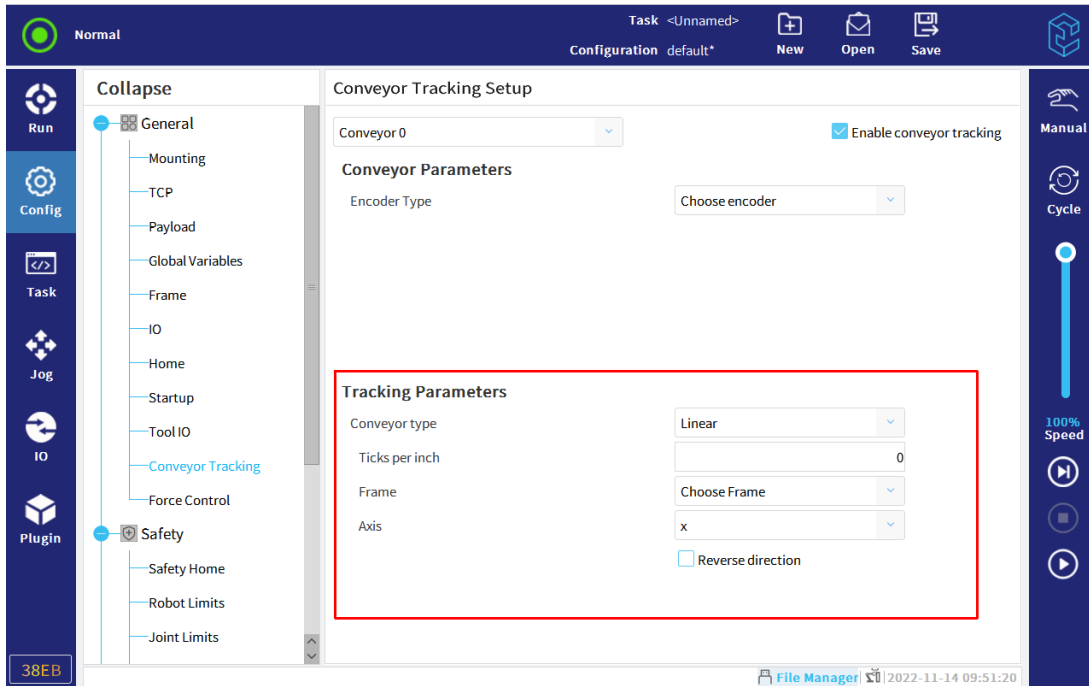 Normal
Task <Unnamed>
Configuration default*
New
Open
Save
Run
Config
Task
Jog
IO
Plugin
38EB
Collapse
General
Mounting
TCP
Payload
Global Variables
Frame
IO
Home
Startup
Tool IO
Conveyor Tracking
Force Control
Safety
Safety Home
Robot Limits
Joint Limits
Conveyor Tracking Setup
Conveyor 0
Enable conveyor tracking
Conveyor Parameters
Encoder Type Choose encoder
Tracking Parameters
Conveyor type Linear
Ticks per inch 0
Frame Choose Frame
Axis x
Reverse direction
Manual
Cycle
100%
Speed
File Manager 2022-11-14 09:51:20